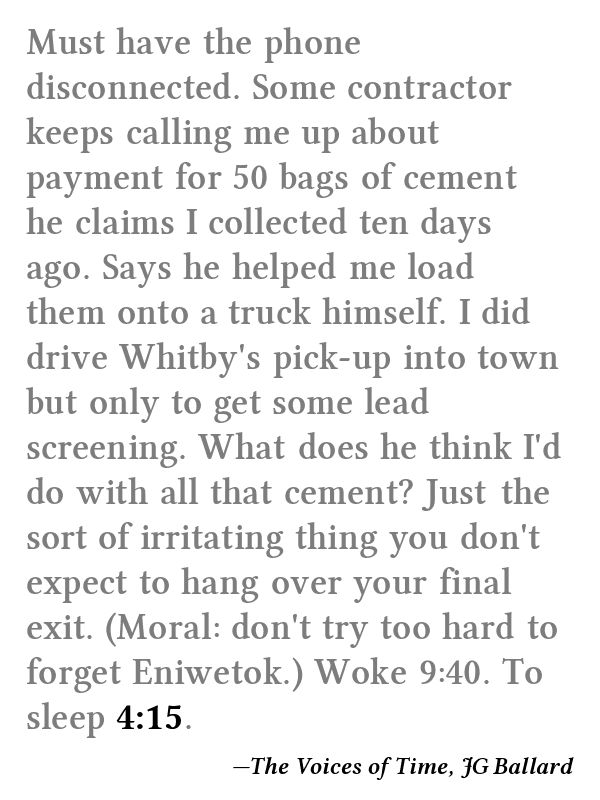 Must have the phone
disconnected. Some contractor
keeps calling me up about
payment for 50 bags of cement
he claims I collected ten days
ago. Says he helped me load
them onto a truck himself. I did
drive Whitby's pick-up into town
but only to get some lead
screening. What does he think I'd
do with all that cement? Just the
sort of irritating thing you don't
expect to hang over your final
exit. (Moral: don't try too hard to
forget Eniwetok.) Woke 9:40. To
sleep 4:15.
—The Voices of Time, JG Ballard